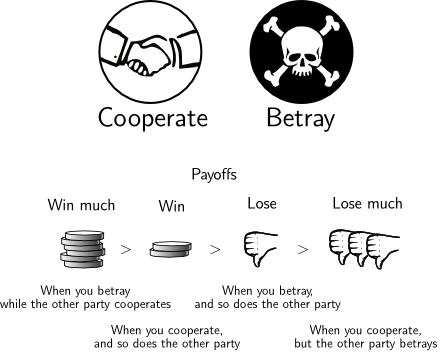 Cooperate Betray
Payoffs
Win much Win Lose Lose much
> > >
When you betray
while the other party cooperates
When you betray,
and so does the other party
When you cooperate,
and so does the other party
When you cooperate,
but the other party betrays